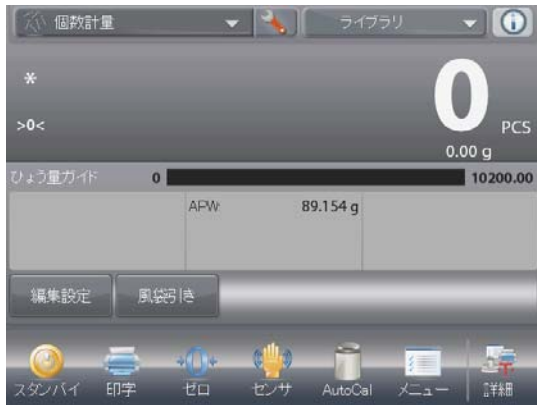 個数計量 ライブラリ
*
0
>0< PCS
0.00 g
ひょう量ガイド 0 10200.00
APW: 89.154 g
編集設定 風袋引き
スタンバイ 印字 ゼロ センサ AutoCal メニュー 詳細